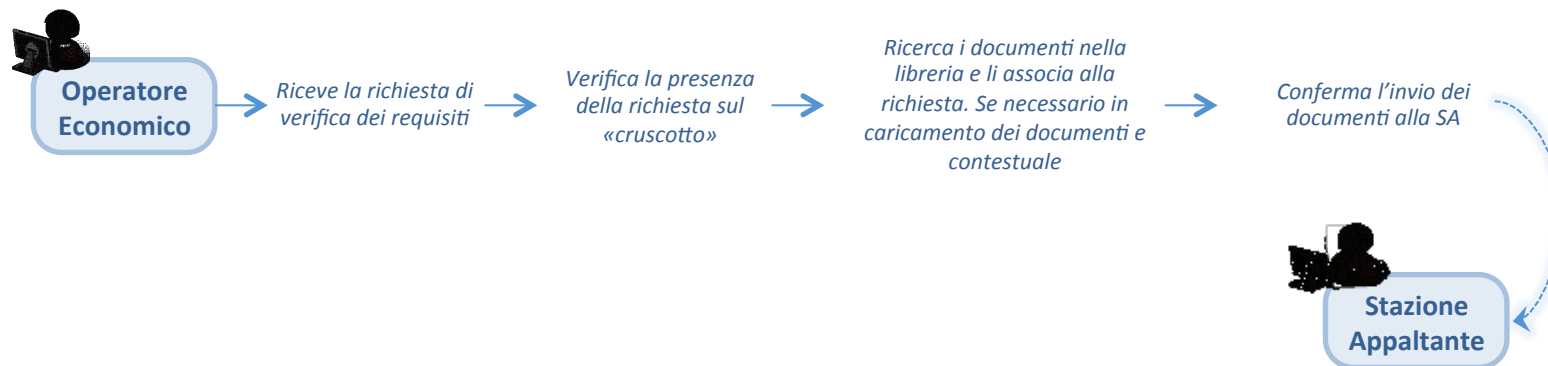 Operatore
Economico
Riceve la richiesta di
verifica dei requisiti
Verifica la presenza
della richiesta sul
«cruscotto»
Ricerca i documenti nella
libreria e li associa alla
richiesta. Se necessario in
caricamento dei documenti e
contestuale
Conferma l’invio dei
documenti alla SA
Stazione
Appaltante